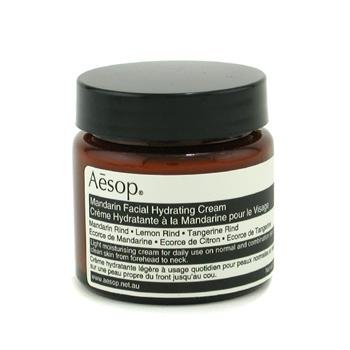 Aēsop®
Mandarin Facial Hydrating Cream
Crème Hydratante à la Mandarine pour le Visage
Mandarin Rind • Lemon Rind • Tangerine Rind
Ecorce de Mandarine • Ecorce de Citron • Ecorce de Tangerine
Light moisturising cream for daily use on normal and combination
clean skin from forehead to neck.
Crème hydratante légère à usage quotidien pour peaux normales et
sur une peau propre du front jusqu'au cou.
www.aesop.net.au